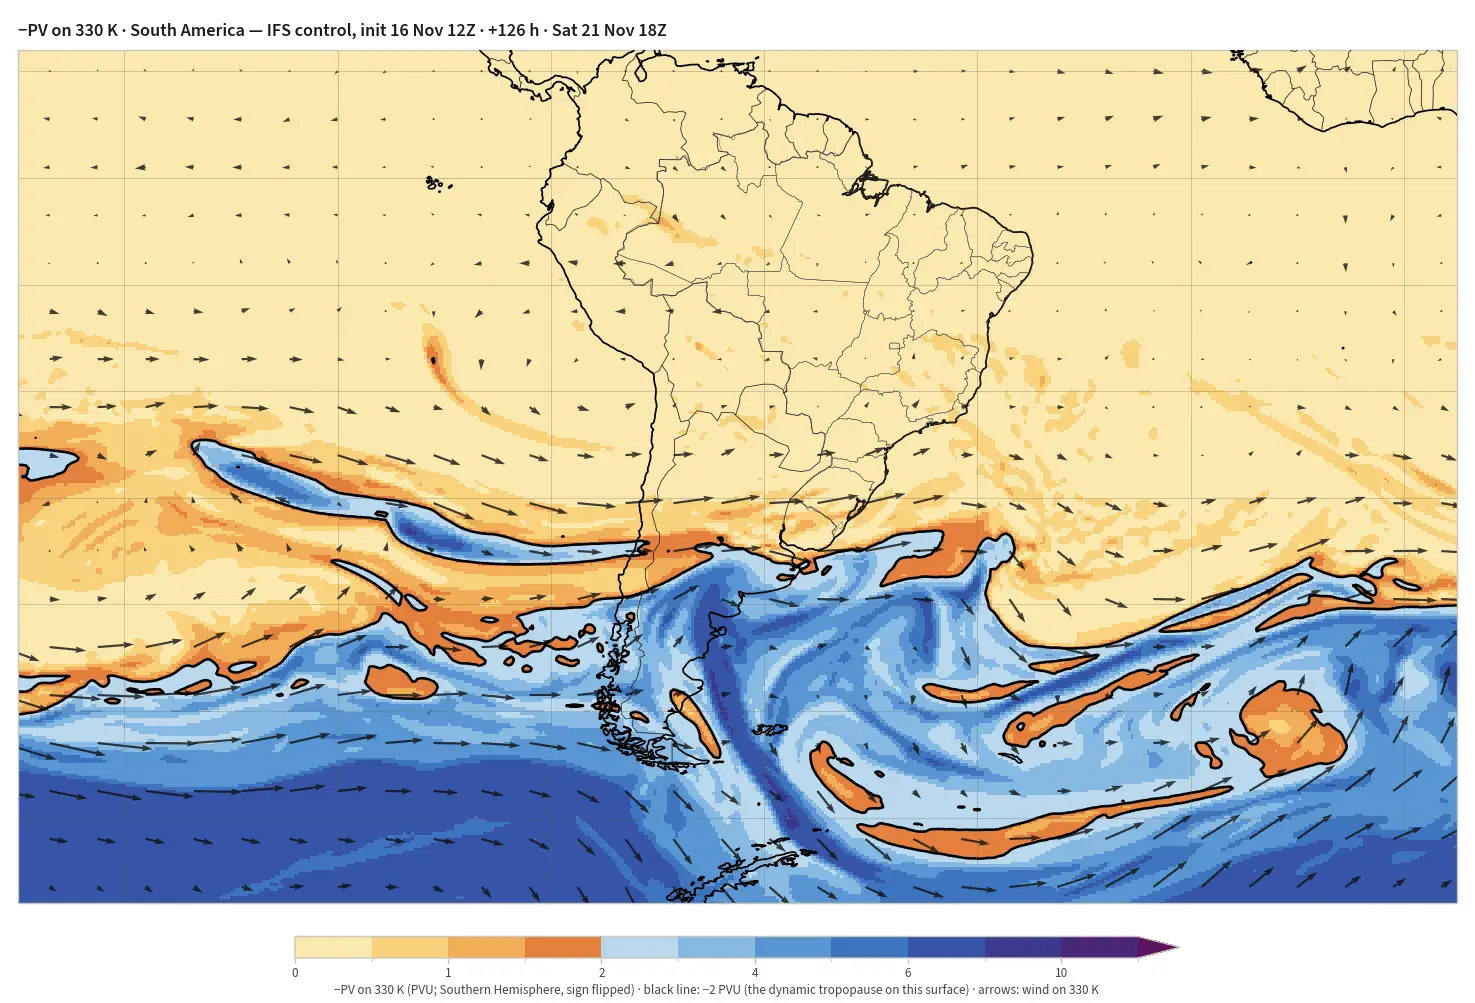 −PV on 330 K · South America — IFS control, init 16 Nov 12Z · +126 h · Sat 21 Nov 18Z
0 1 2 4 6 10
−PV on 330 K (PVU; Southern Hemisphere, sign flipped) · black line: −2 PVU (the dynamic tropopause on this surface) · arrows: wind on 330 K